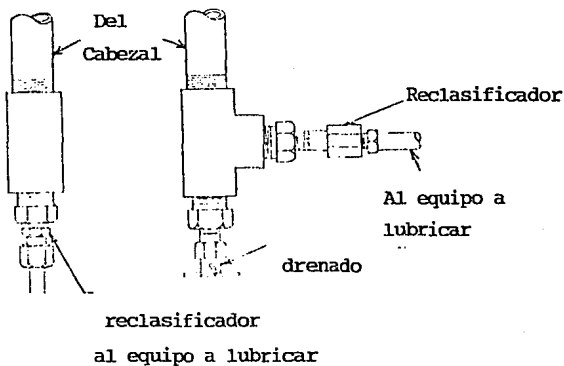 Del
Cabezal
Reclasificador
Al equipo a
lubricar
drenado
reclasificador
al equipo a lubricar